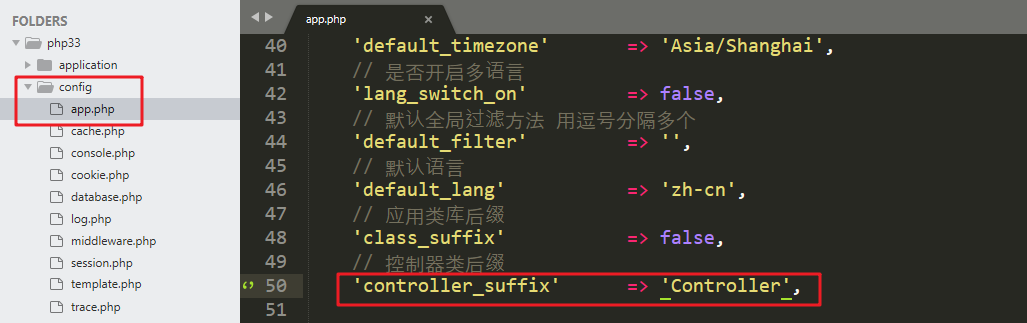 FOLDERS
php33
application
config
app.php
cache.php
console.php
cookie.php
database.php
log.php
middleware.php
session.php
template.php
trace.php
app.php ×
40 'default_timezone' => 'Asia/Shanghai',
41 // 是否开启多语言
42 'lang_switch_on' => false,
43 // 默认全局过滤方法 用逗号分隔多个
44 'default_filter' => '',
45 // 默认语言
46 'default_lang' => 'zh-cn',
47 // 应用类库后缀
48 'class_suffix' => false,
49 // 控制器类后缀
50 'controller_suffix' => 'Controller',
51